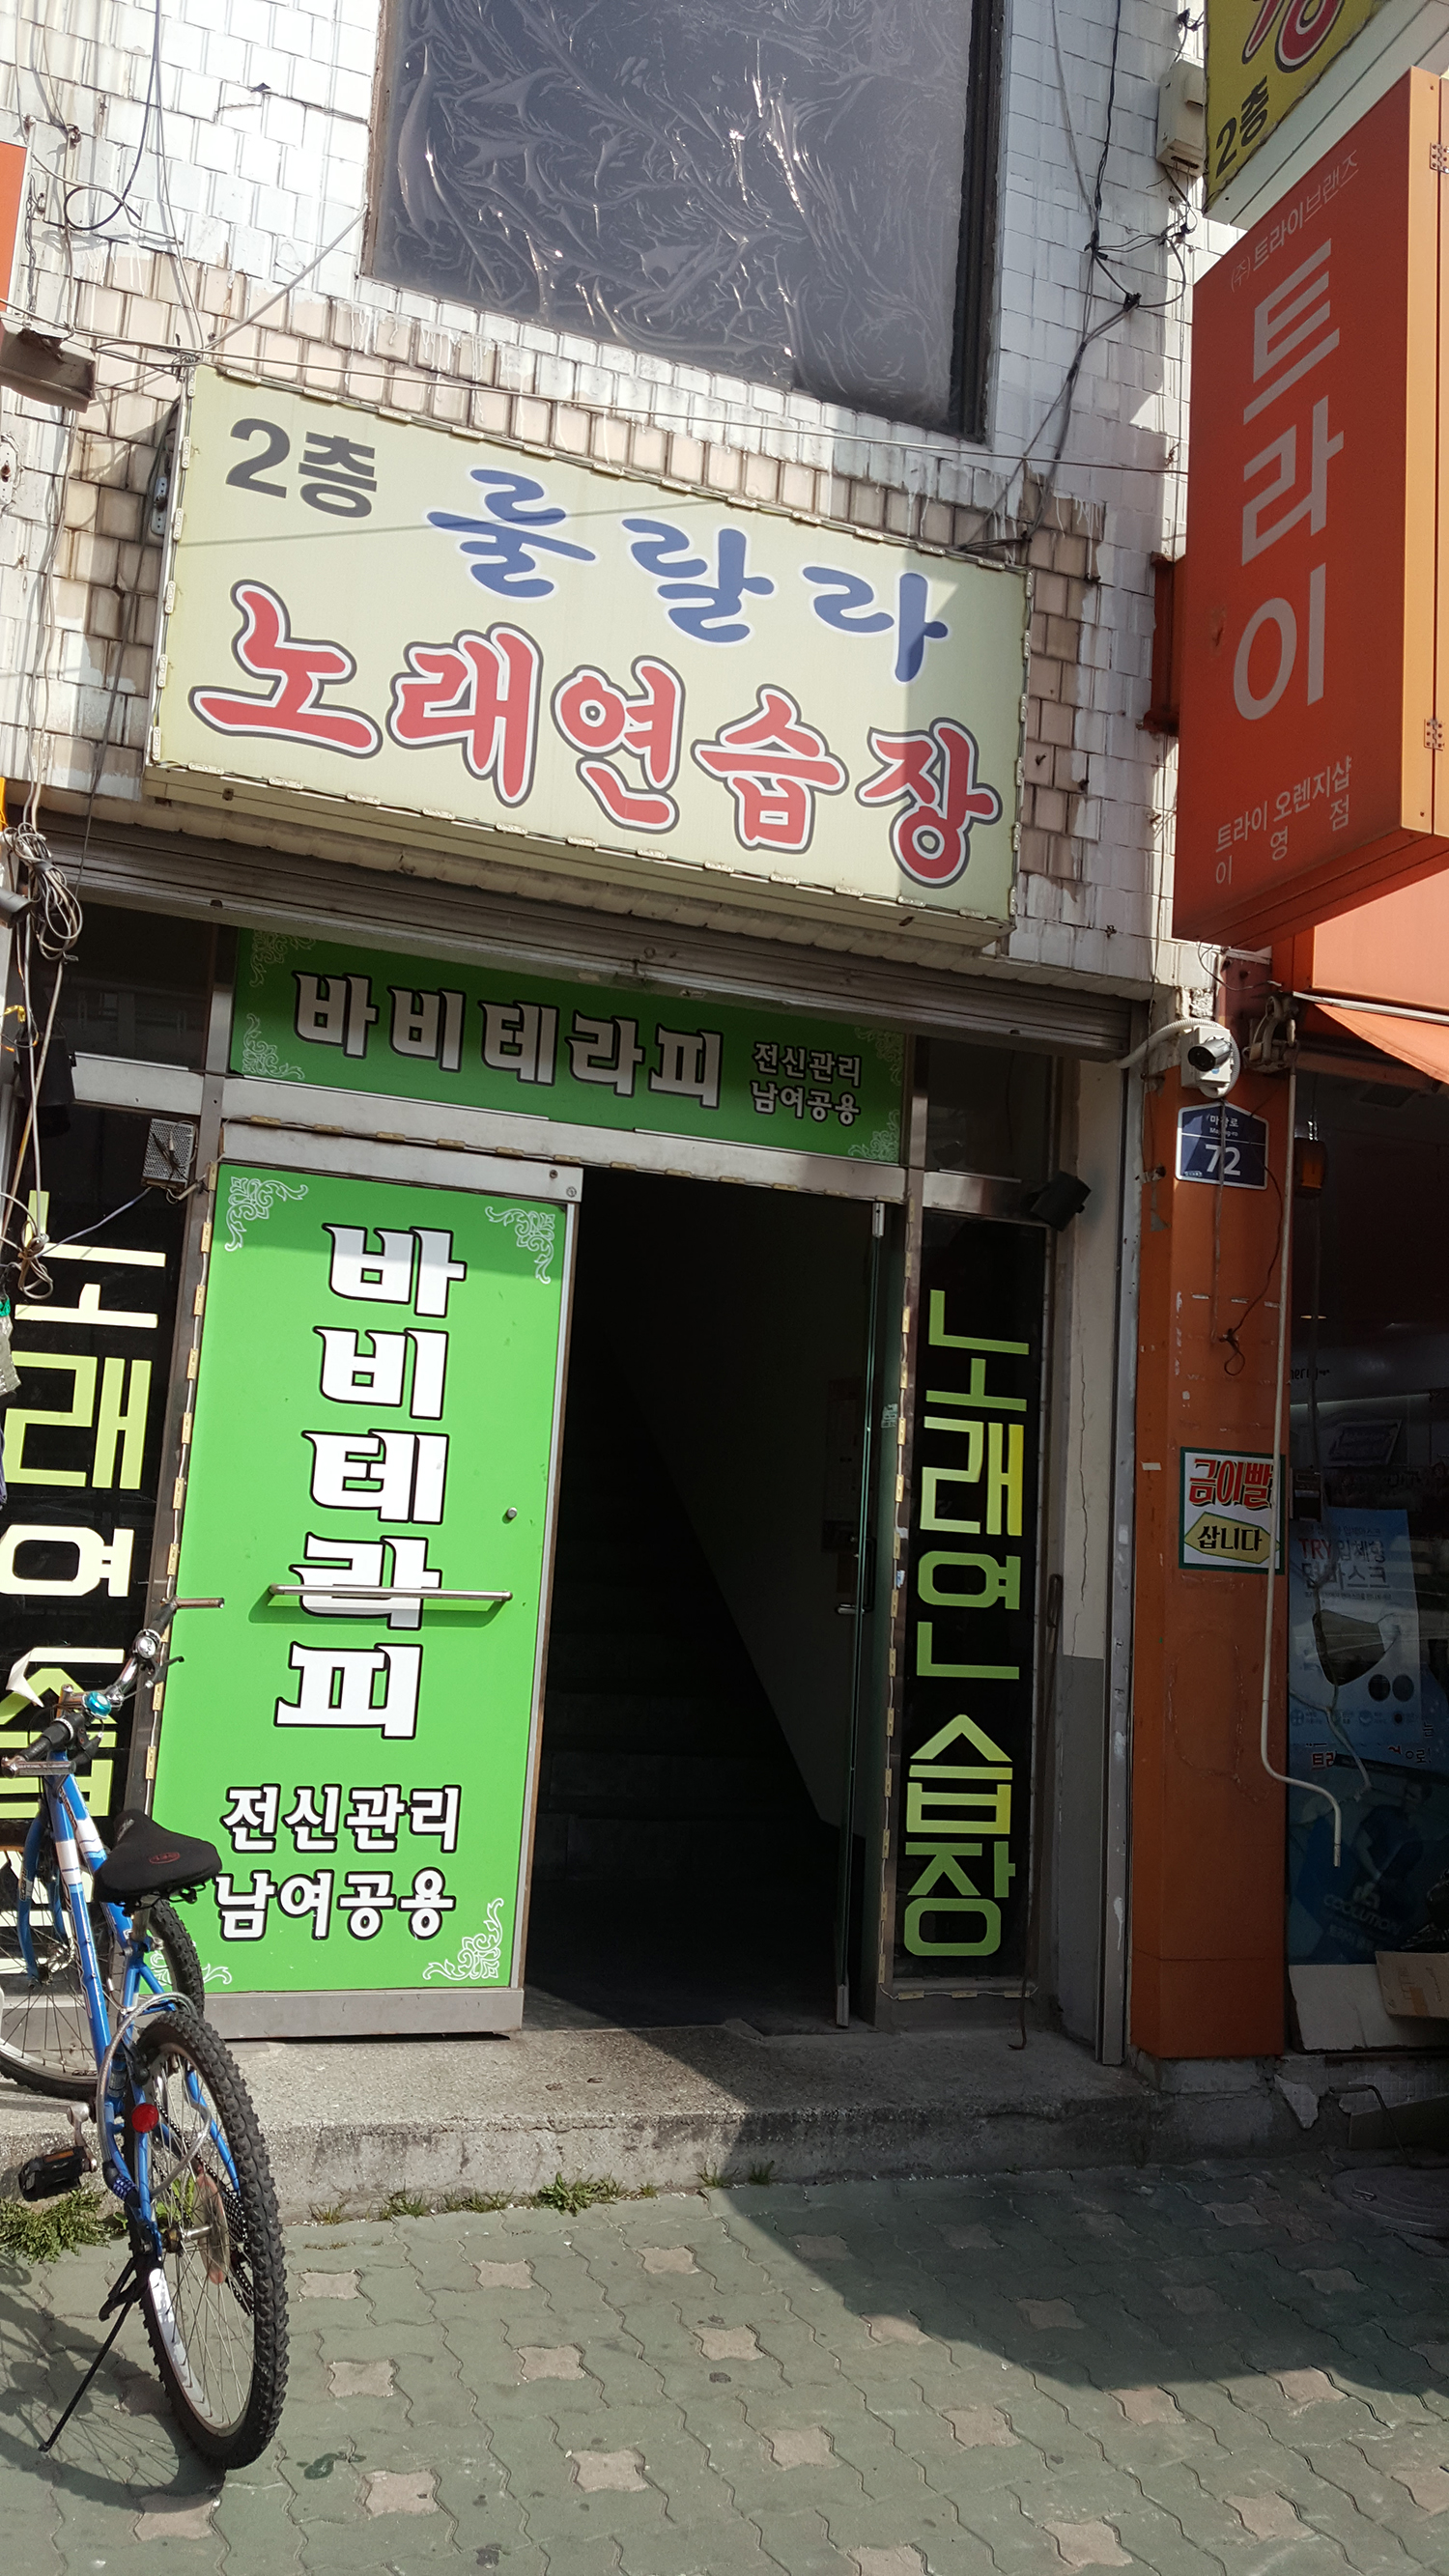 2층
(주)트라이브랜즈
트라이
트라이 오렌지샵
이 영 점
2층 룰랄라
노래연습장
바비테라피
전신관리
남여공용
72
바비테라피
전신관리
남여공용
노래연습
노래연습장
금이빨
삽니다
TRY
COOLUTION